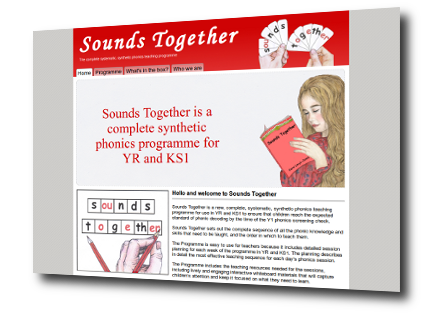 Sounds Together
The complete systematic, synthetic phonics teaching programme
sounds
together
Home Programme What's in the box? Who we are
Sounds Together is a
complete synthetic
phonics programme for
YR and KS1
Sounds Together
sounds
together
Hello and welcome to Sounds Together
Sounds Together is a new, complete, systematic, synthetic phonics teaching
programme for use in YR and KS1 to ensure that children reach the expected
standard of phonic decoding by the time of the Y1 phonics screening check.
Sounds Together sets out the complete sequence of all the phonic knowledge and
skills that need to be taught, and the order in which to teach them.
The Programme is easy to use for teachers because it includes detailed session
planning for each week of the programme in YR and KS1. The planning describes
in detail the most effective teaching sequence for each day's phonics session.
The Programme includes the teaching resources needed for the sessions,
including lively and engaging interactive whiteboard materials that will capture
children's attention and keep it focused on what they need to learn.